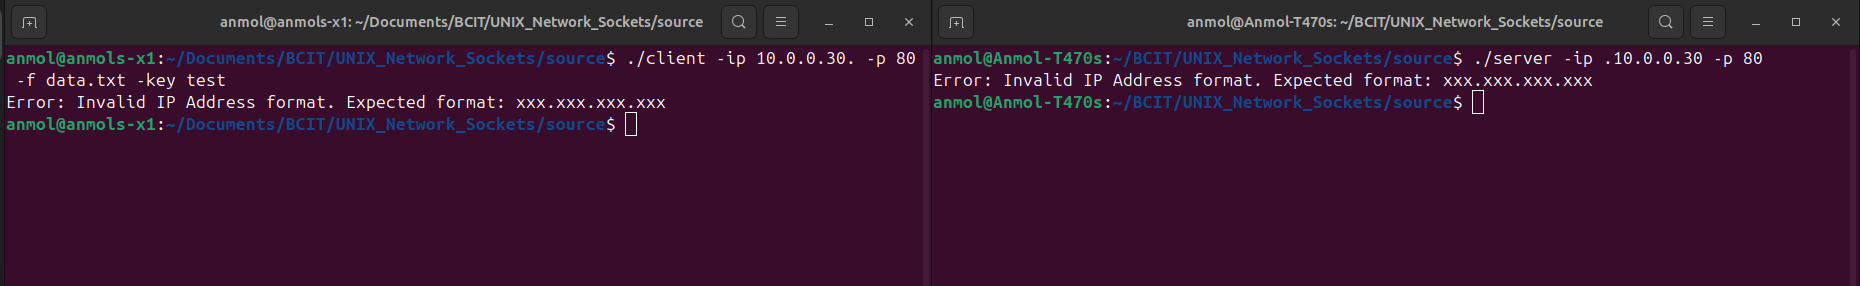 anmol@anmols-x1: ~/Documents/BCIT/UNIX_Network_Sockets/source
anmol@anmols-x1:~/Documents/BCIT/UNIX_Network_Sockets/source$ ./client -ip 10.0.0.30. -p 80
-f data.txt -key test
Error: Invalid IP Address format. Expected format: xxx.xxx.xxx.xxx
anmol@anmols-x1:~/Documents/BCIT/UNIX_Network_Sockets/source$
anmol@Anmol-T470s: ~/BCIT/UNIX_Network_Sockets/source
anmol@Anmol-T470s:~/BCIT/UNIX_Network_Sockets/source$ ./server -ip .10.0.0.30 -p 80
Error: Invalid IP Address format. Expected format: xxx.xxx.xxx.xxx
anmol@Anmol-T470s:~/BCIT/UNIX_Network_Sockets/source$